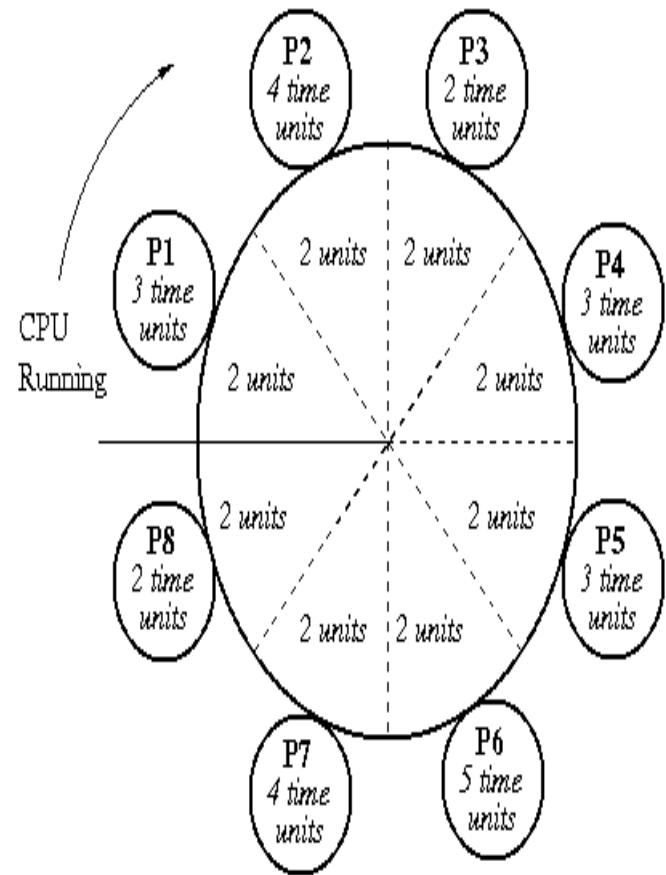 P2
4 time
units
P3
2 time
units
P1
3 time
units
2 units
2 units
P4
3 time
units
CPU
Running
2 units
2 units
P8
2 time
units
2 units
2 units
P5
3 time
units
2 units
2 units
P7
4 time
units
P6
5 time
units